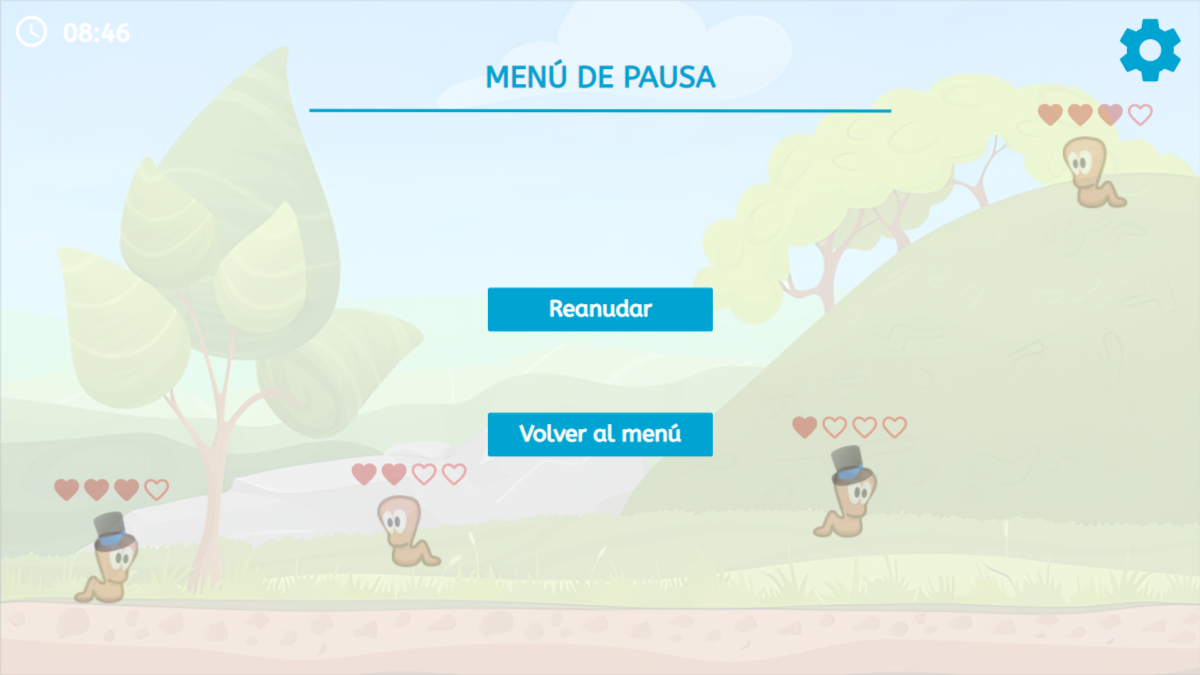 08:46
MENÚ DE PAUSA
Reanudar
Volver al menú